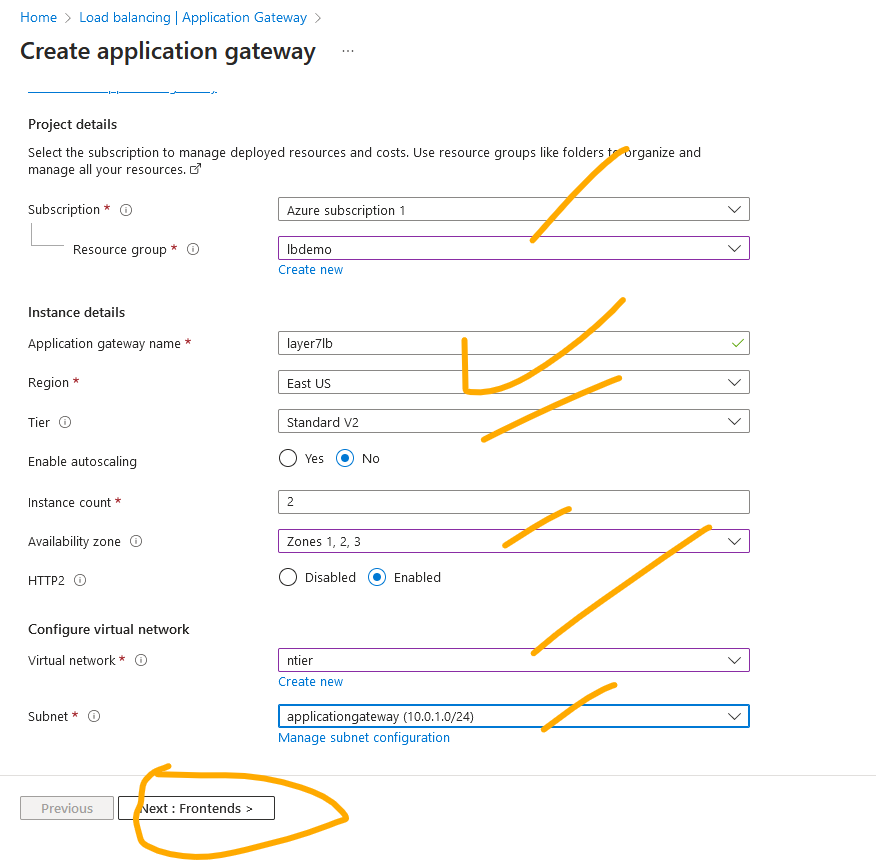 Home > Load balancing | Application Gateway >
Create application gateway ...
Project details
Select the subscription to manage deployed resources and costs. Use resource groups like folders to organize and
manage all your resources.
Subscription * Azure subscription 1
Resource group * lbdemo
Create new
Instance details
Application gateway name * layer7lb
Region * East US
Tier Standard V2
Enable autoscaling Yes No
Instance count * 2
Availability zone Zones 1, 2, 3
HTTP2 Disabled Enabled
Configure virtual network
Virtual network * ntier
Create new
Subnet * applicationgateway (10.0.1.0/24)
Manage subnet configuration
Previous Next : Frontends >